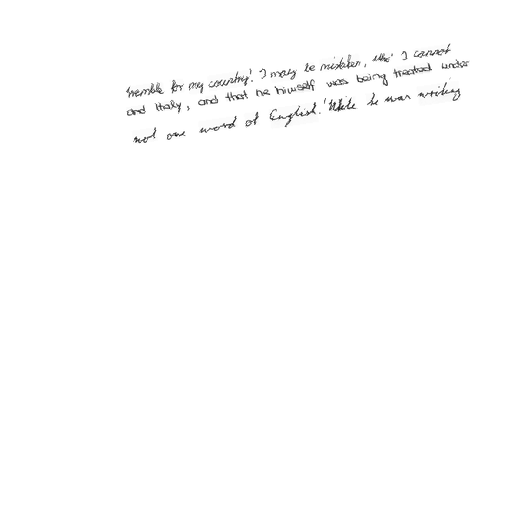 tremble for my country! I may be mistaken, I cannot
and Italy, and that he himself was being treated under
not one word of English.' While he was writing